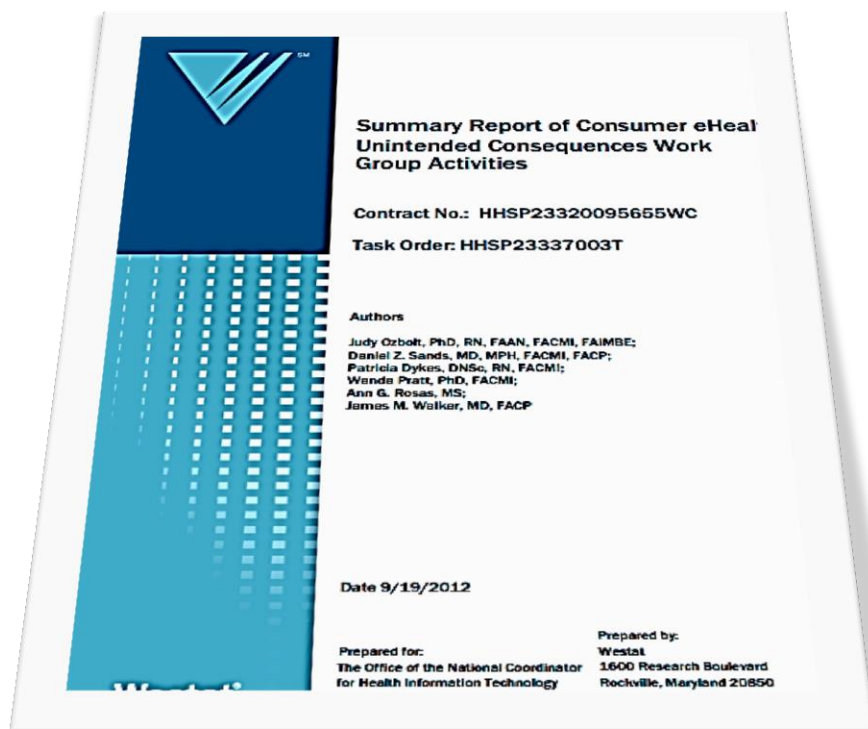 SM
Summary Report of Consumer eHeal
Unintended Consequences Work
Group Activities
Contract No.: HHSP23320095655WC
Task Order: HHSP23337003T
Authors
Judy Ozbolt, PhD, RN, FAAN, FACMI, FAIMBE;
Daniel Z. Sands, MD, MPH, FACMI, FACP;
Patricia Dykes, DNSc, RN, FACMI;
Wanda Pratt, PhD, FACMI;
Ann G. Rosas, MS;
James M. Walker, MD, FACP
Date 9/19/2012
Prepared for:
The Office of the National Coordinator
for Health Information Technology
Prepared by:
Westat
1600 Research Boulevard
Rockville, Maryland 20850